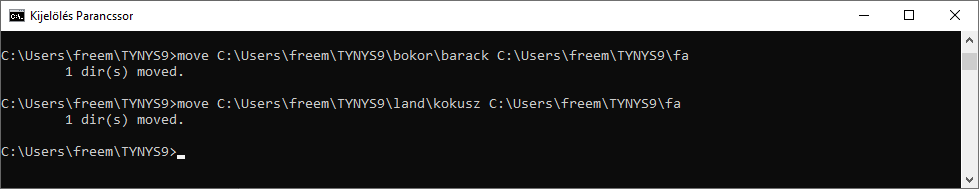 Kijelölés Parancssor
C:\Users\freem\TYNYS9>move C:\Users\freem\TYNYS9\bokor\barack C:\Users\freem\TYNYS9\fa
        1 dir(s) moved.
C:\Users\freem\TYNYS9>move C:\Users\freem\TYNYS9\land\kokusz C:\Users\freem\TYNYS9\fa
        1 dir(s) moved.
C:\Users\freem\TYNYS9>